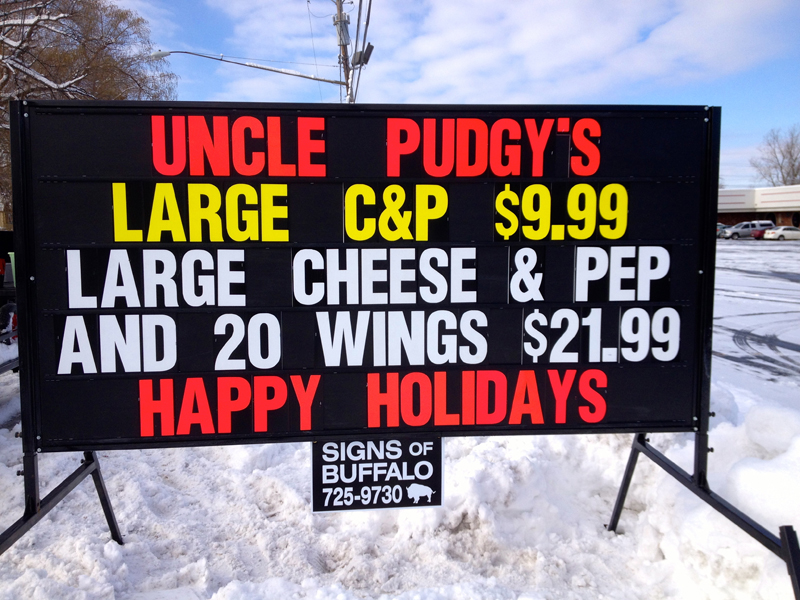 UNCLE PUDGY'S
LARGE C&P $9.99
LARGE CHEESE & PEP
AND 20 WINGS $21.99
HAPPY HOLIDAYS
SIGNS OF
BUFFALO
725-9730